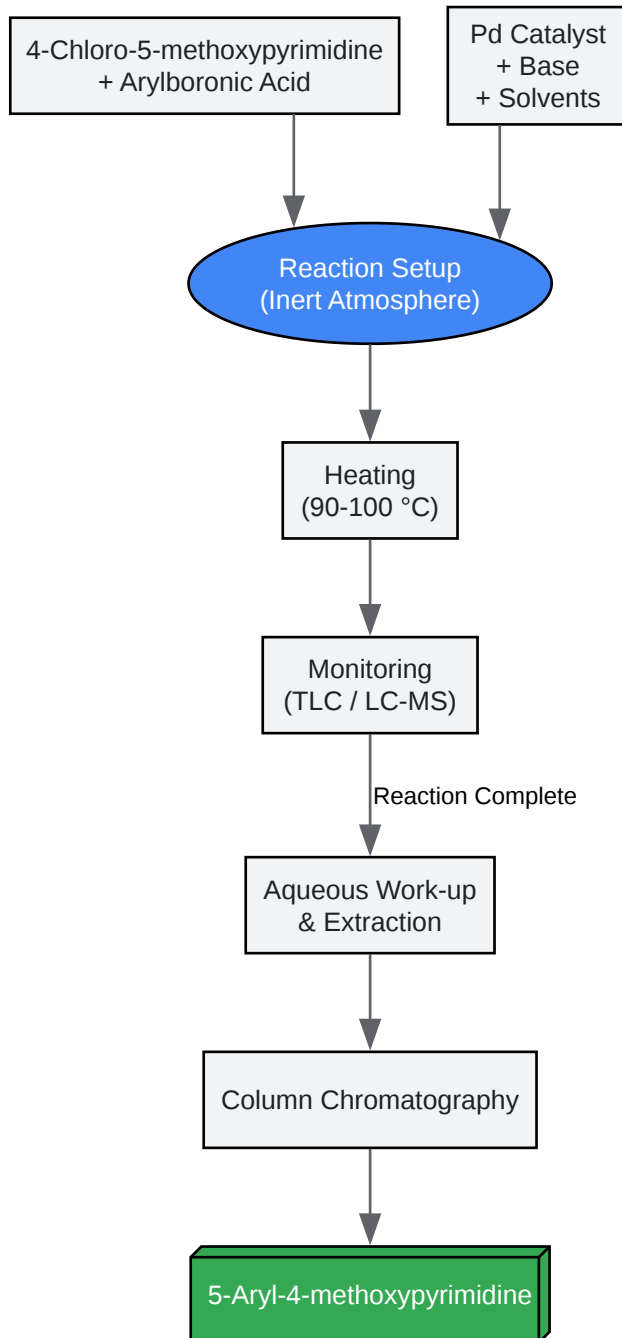 4-Chloro-5-methoxypyrimidine
+ Arylboronic Acid
Pd Catalyst
+ Base
+ Solvents
Reaction Setup
(Inert Atmosphere)
Heating
(90-100 °C)
Monitoring
(TLC / LC-MS)
Reaction Complete
Aqueous Work-up
& Extraction
Column Chromatography
5-Aryl-4-methoxypyrimidine